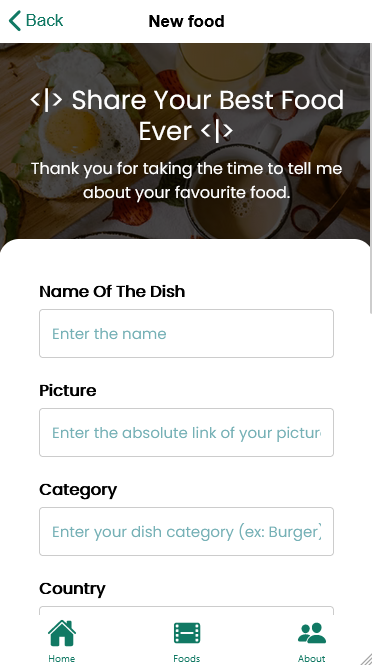 Back
New food
<|> Share Your Best Food
Ever <|>
Thank you for taking the time to tell me
about your favourite food.
Name Of The Dish
Enter the name
Picture
Enter the absolute link of your pictur
Category
Enter your dish category (ex: Burger)
Country
Home Foods About